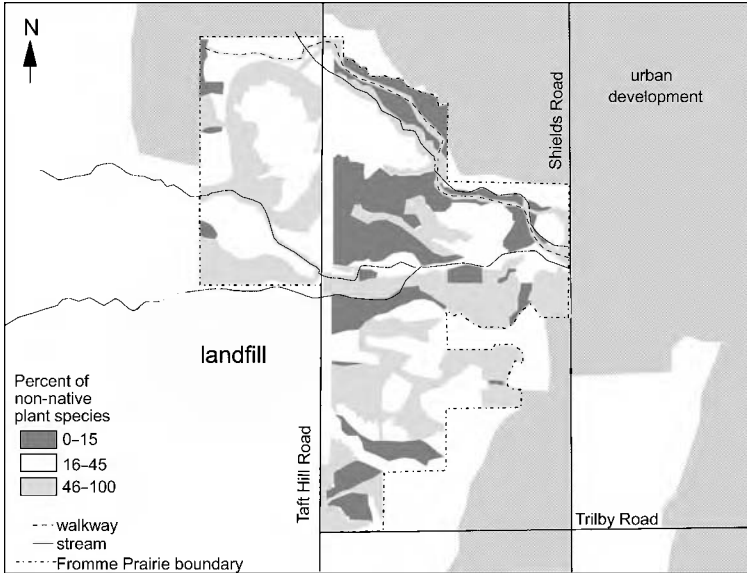 N
urban
development
Shields Road
landfill
Percent of
non-native
plant species
0–15
16–45
46–100
walkway
stream
Fromme Prairie boundary
Taft Hill Road
Trilby Road